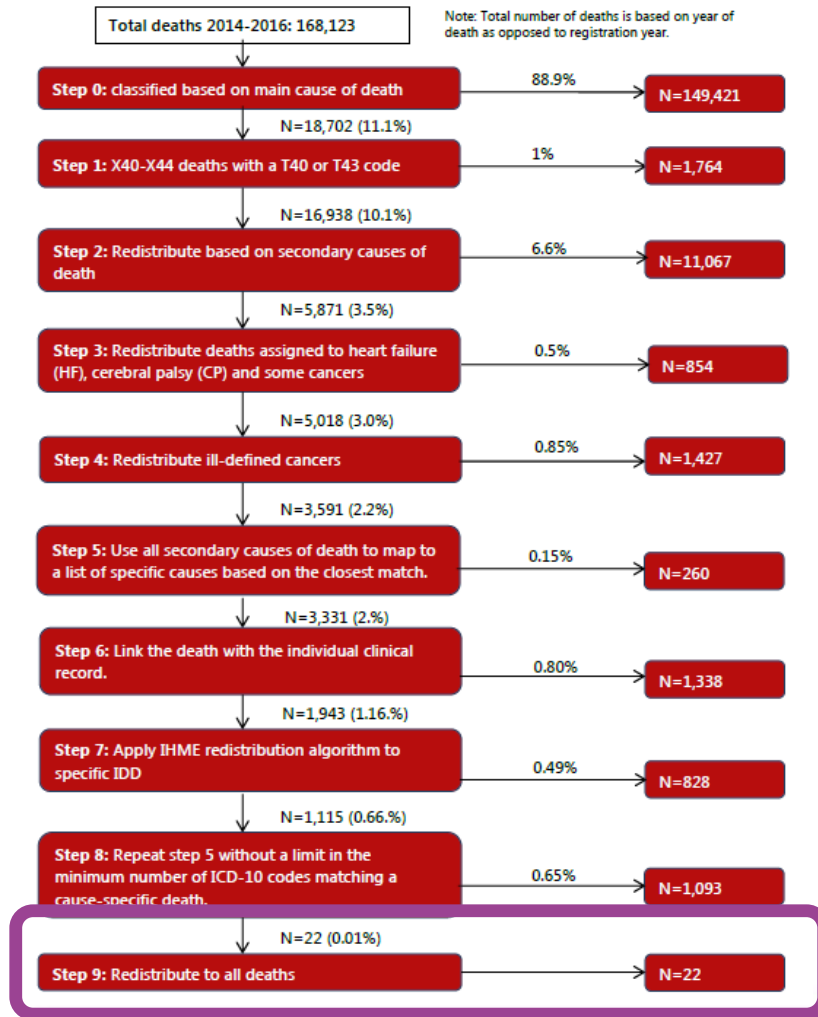 Total deaths 2014-2016: 168,123
Note: Total number of deaths is based on year of
death as opposed to registration year.
Step 0: classified based on main cause of death
88.9%
N=149,421
N=18,702 (11.1%)
Step 1: X40-X44 deaths with a T40 or T43 code
1%
N=1,764
N=16,938 (10.1%)
Step 2: Redistribute based on secondary causes of
death
6.6%
N=11,067
N=5,871 (3.5%)
Step 3: Redistribute deaths assigned to heart failure
(HF), cerebral palsy (CP) and some cancers
0.5%
N=854
N=5,018 (3.0%)
Step 4: Redistribute ill-defined cancers
0.85%
N=1,427
N=3,591 (2.2%)
Step 5: Use all secondary causes of death to map to
a list of specific causes based on the closest match.
0.15%
N=260
N=3,331 (2.%)
Step 6: Link the death with the individual clinical
record.
0.80%
N=1,338
N=1,943 (1.16.%)
Step 7: Apply IHME redistribution algorithm to
specific IDD
0.49%
N=828
N=1,115 (0.66.%)
Step 8: Repeat step 5 without a limit in the
minimum number of ICD-10 codes matching a
cause-specific death.
0.65%
N=1,093
N=22 (0.01%)
Step 9: Redistribute to all deaths
N=22